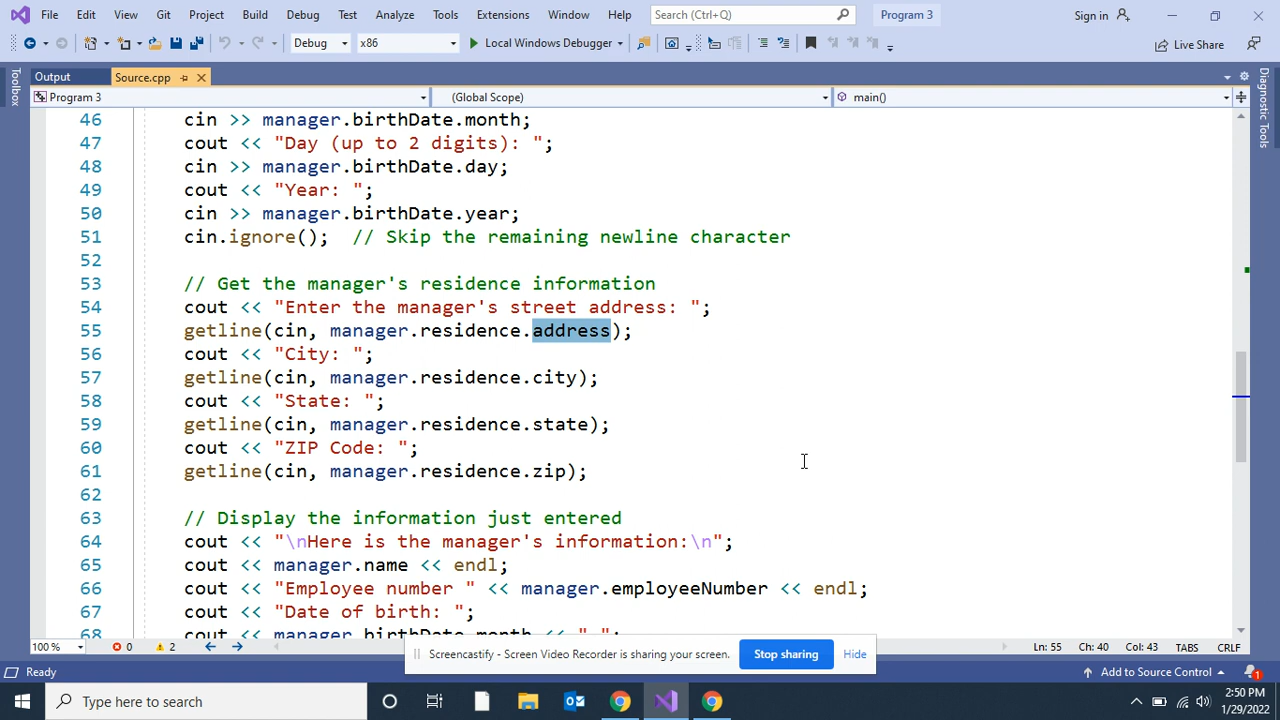 File Edit View Git Project Build Debug Test Analyze Tools Extensions Window Help Search (Ctrl+Q) Program 3 Sign in
Debug x86 Local Windows Debugger Live Share
Output Source.cpp
Toolbox
Diagnostic Tools
Program 3 (Global Scope) main()
46 cin >> manager.birthDate.month;
47 cout << "Day (up to 2 digits): ";
48 cin >> manager.birthDate.day;
49 cout << "Year: ";
50 cin >> manager.birthDate.year;
51 cin.ignore();  // Skip the remaining newline character
52
53 // Get the manager's residence information
54 cout << "Enter the manager's street address: ";
55 getline(cin, manager.residence.address);
56 cout << "City: ";
57 getline(cin, manager.residence.city);
58 cout << "State: ";
59 getline(cin, manager.residence.state);
60 cout << "ZIP Code: ";
61 getline(cin, manager.residence.zip);
62
63 // Display the information just entered
64 cout << "\nHere is the manager's information:\n";
65 cout << manager.name << endl;
66 cout << "Employee number " << manager.employeeNumber << endl;
67 cout << "Date of birth: ";
68 cout << manager.birthDate.month << "-";
100 % 0 2 Ln: 55 Ch: 40 Col: 43 TABS CRLF
Screencastify - Screen Video Recorder is sharing your screen. Stop sharing Hide
Ready Add to Source Control 1
Type here to search
2:50 PM
1/29/2022